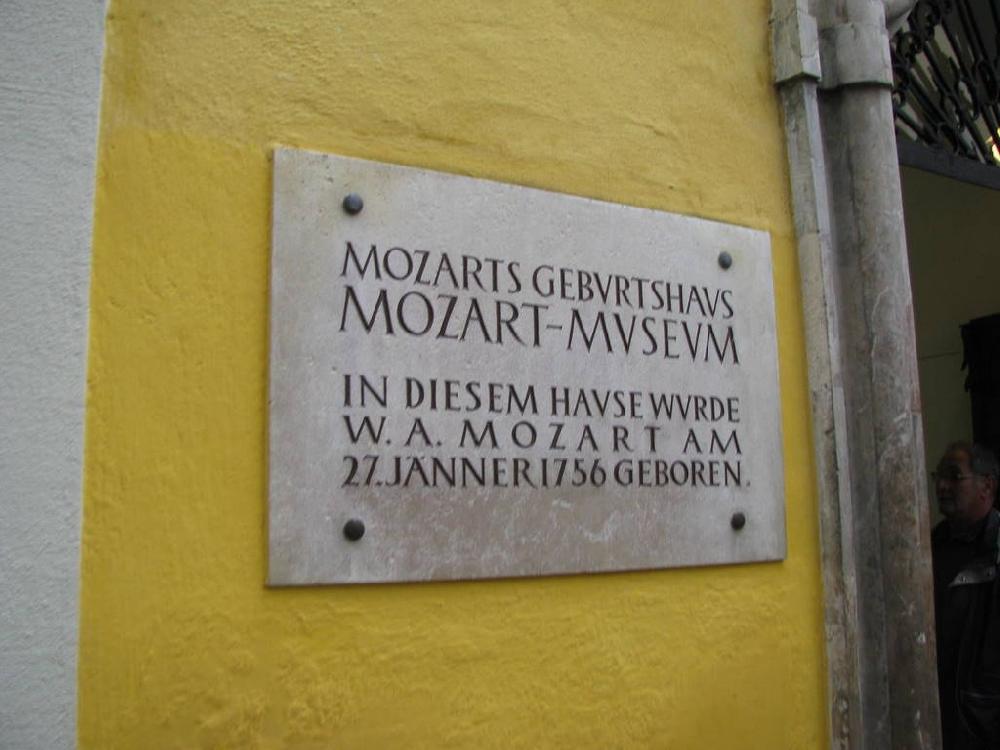 MOZARTS GEBVRTSHAVS
MOZART-MVSEVM
IN DIESEM HAVSE WVRDE
W. A. MOZART AM
27. JÄNNER 1756 GEBOREN.